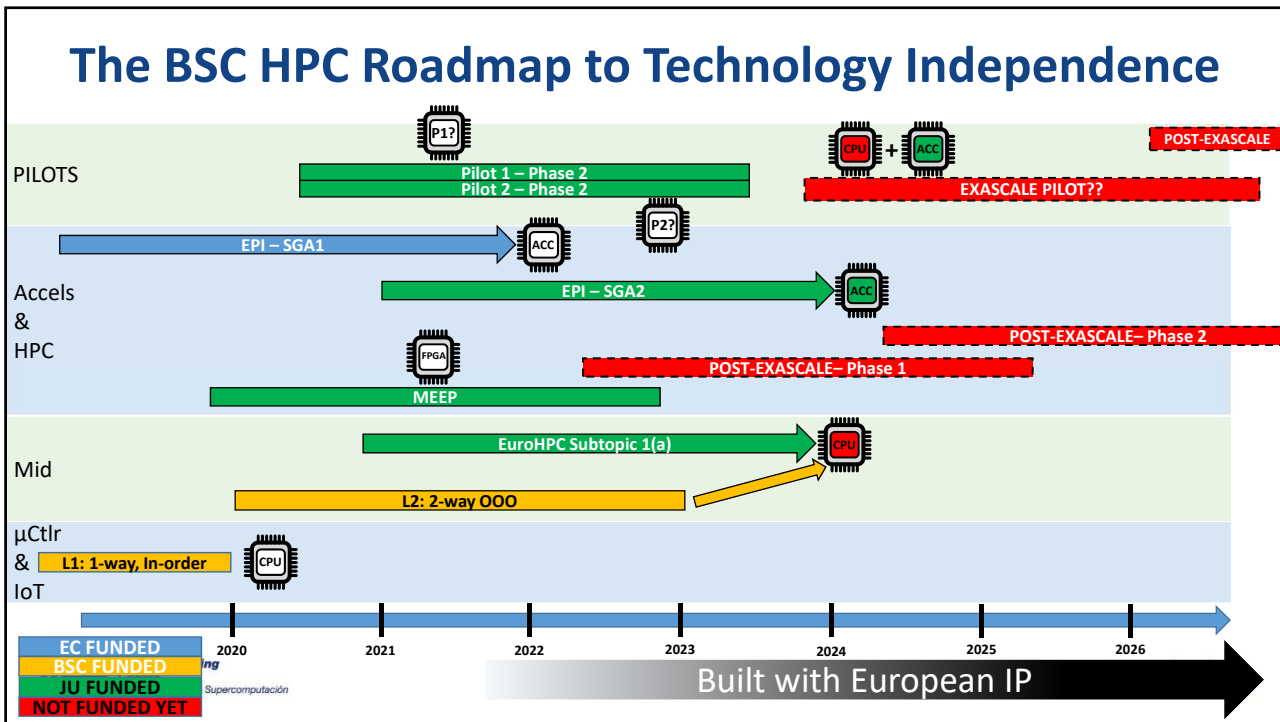 The BSC HPC Roadmap to Technology Independence
P1?
CPU
+
ACC
POST-EXASCALE
PILOTS
Pilot 1 – Phase 2
Pilot 2 – Phase 2
EXASCALE PILOT??
P2?
EPI – SGA1
ACC
Accels
&
HPC
EPI – SGA2
ACC
POST-EXASCALE– Phase 2
FPGA
POST-EXASCALE– Phase 1
MEEP
Mid
EuroHPC Subtopic 1(a)
CPU
L2: 2-way OOO
µCtlr
&
IoT
L1: 1-way, In-order
CPU
2020
2021
2022
2023
2024
2025
2026
EC FUNDED
BSC FUNDED
ing
JU FUNDED
Supercomputación
NOT FUNDED YET
Built with European IP